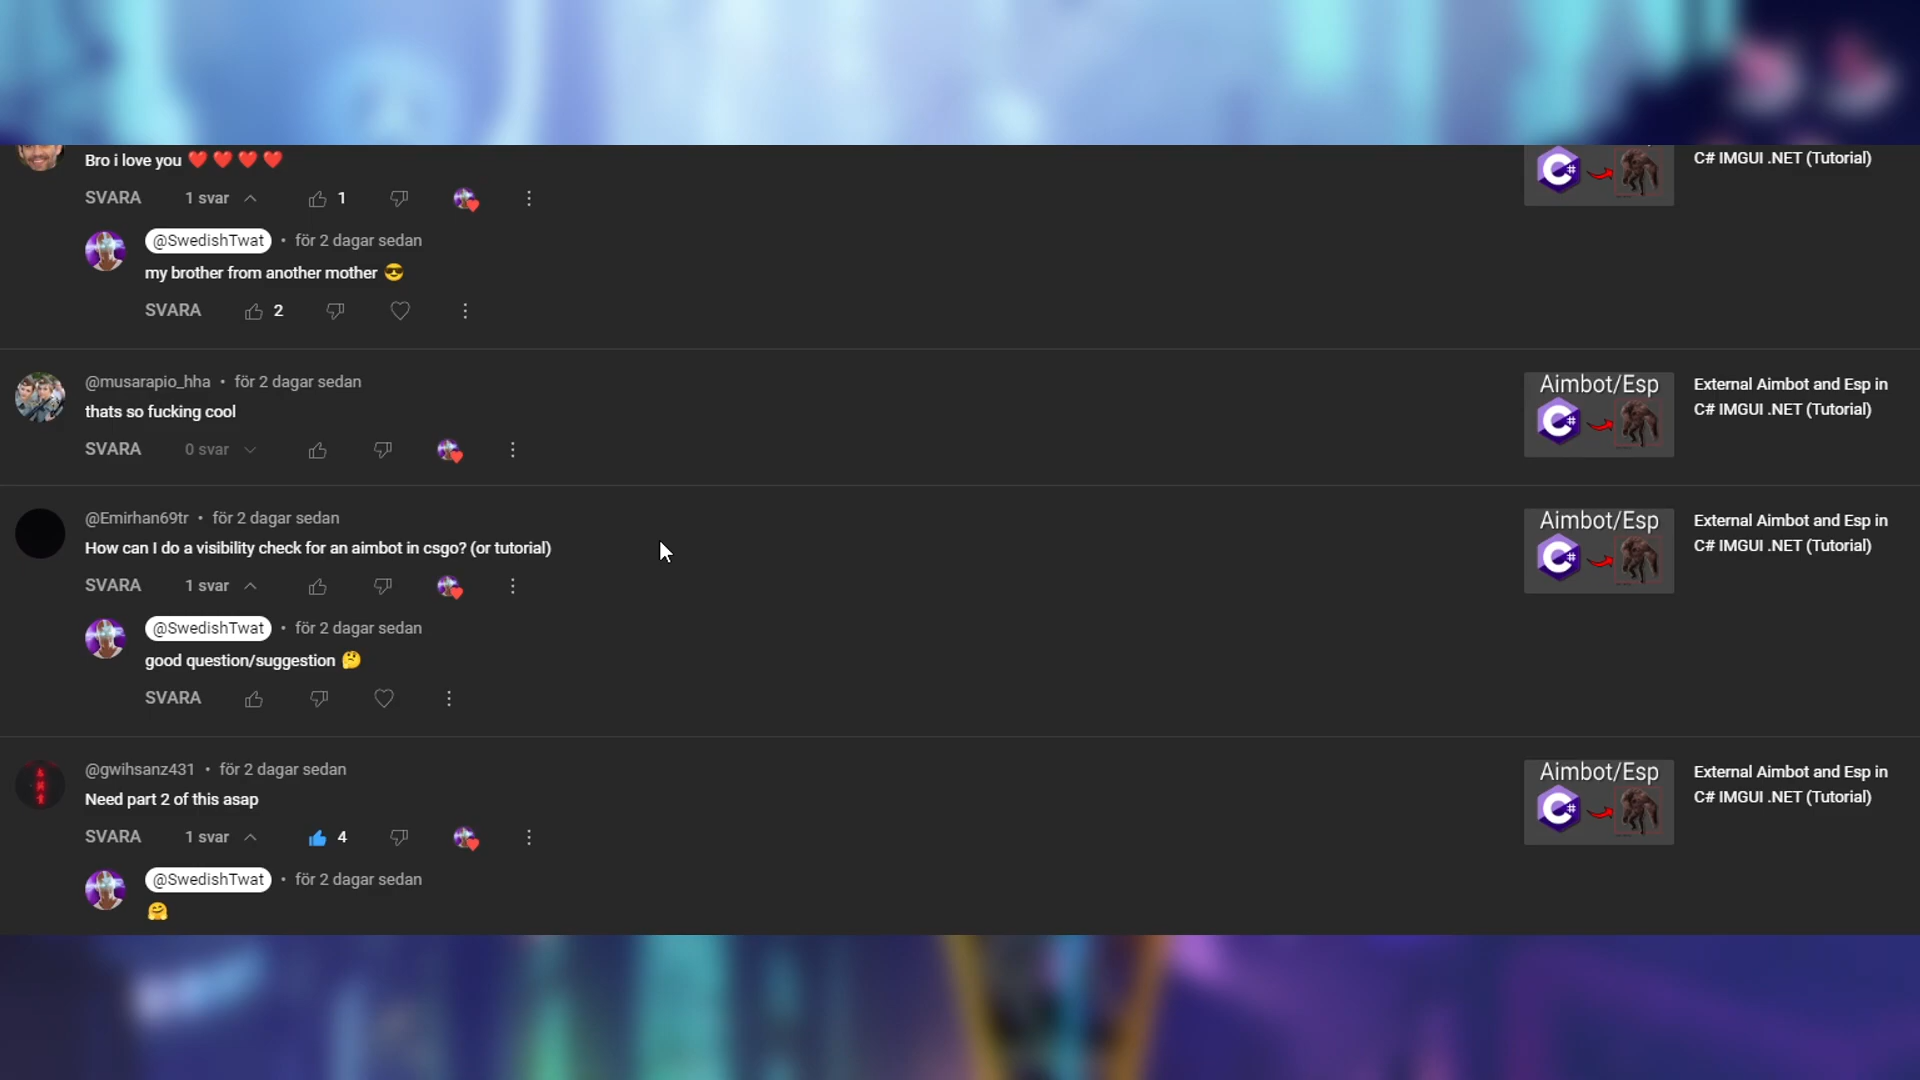 Bro i love you ❤️❤️❤️❤️
C# IMGUI .NET (Tutorial)
SVARA 1 svar 1
@SwedishTwat • för 2 dagar sedan
my brother from another mother 😎
SVARA 2
@musarapio_hha • för 2 dagar sedan
thats so fucking cool
SVARA 0 svar
Aimbot/Esp
C#
External Aimbot and Esp in
C# IMGUI .NET (Tutorial)
@Emirhan69tr • för 2 dagar sedan
How can I do a visibility check for an aimbot in csgo? (or tutorial)
SVARA 1 svar
Aimbot/Esp
C#
External Aimbot and Esp in
C# IMGUI .NET (Tutorial)
@SwedishTwat • för 2 dagar sedan
good question/suggestion 🤔
SVARA
@gwihsanz431 • för 2 dagar sedan
Need part 2 of this asap
SVARA 1 svar 4
Aimbot/Esp
C#
External Aimbot and Esp in
C# IMGUI .NET (Tutorial)
@SwedishTwat • för 2 dagar sedan
🤗